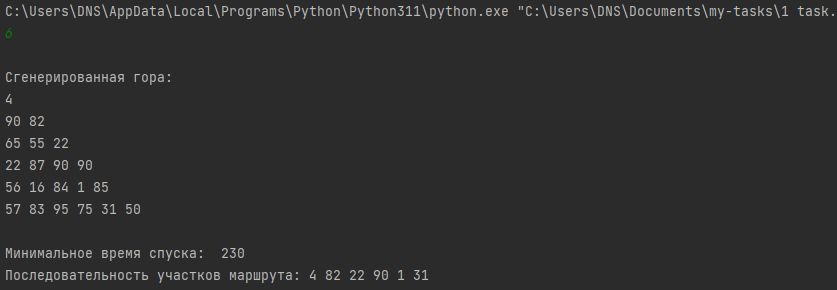 C:\Users\DNS\AppData\Local\Programs\Python\Python311\python.exe "C:\Users\DNS\Documents\my-tasks\1 task.
6
Сгенерированная гора:
4
90 82
65 55 22
22 87 90 90
56 16 84 1 85
57 83 95 75 31 50
Минимальное время спуска:  230
Последовательность участков маршрута: 4 82 22 90 1 31